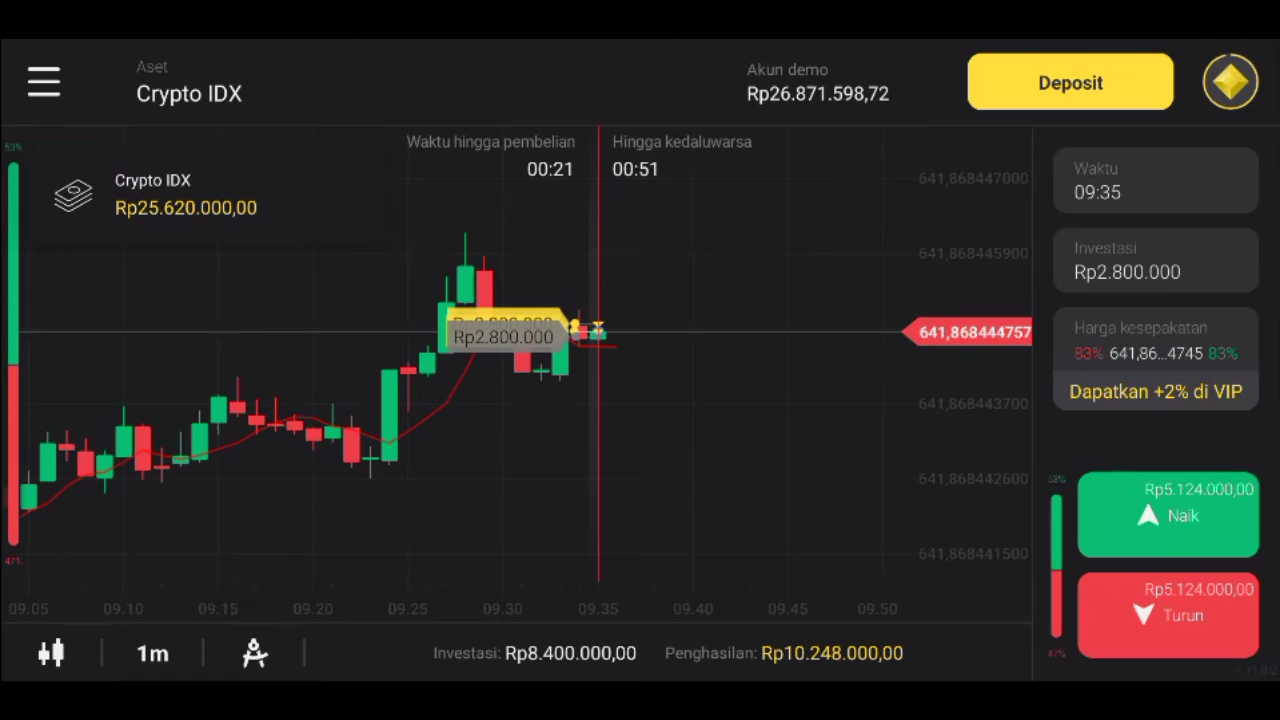 Aset
Crypto IDX
Akun demo
Rp26.871.598,72
Deposit
Waktu hingga pembelian
00:21
Hingga kedaluwarsa
00:51
53%
Crypto IDX
Rp25.620.000,00
641,868447000
641,868445900
641,868444757
641,868443700
641,868442600
641,868441500
Rp2.800.000
47%
09.05
09.10
09.15
09.20
09.25
09.30
09.35
09.40
09.45
09.50
1m
Investasi: Rp8.400.000,00
Penghasilan: Rp10.248.000,00
Waktu
09:35
Investasi
Rp2.800.000
Harga kesepakatan
83% 641,86...4745 83%
Dapatkan +2% di VIP
53%
Rp5.124.000,00
Naik
Rp5.124.000,00
Turun
47%